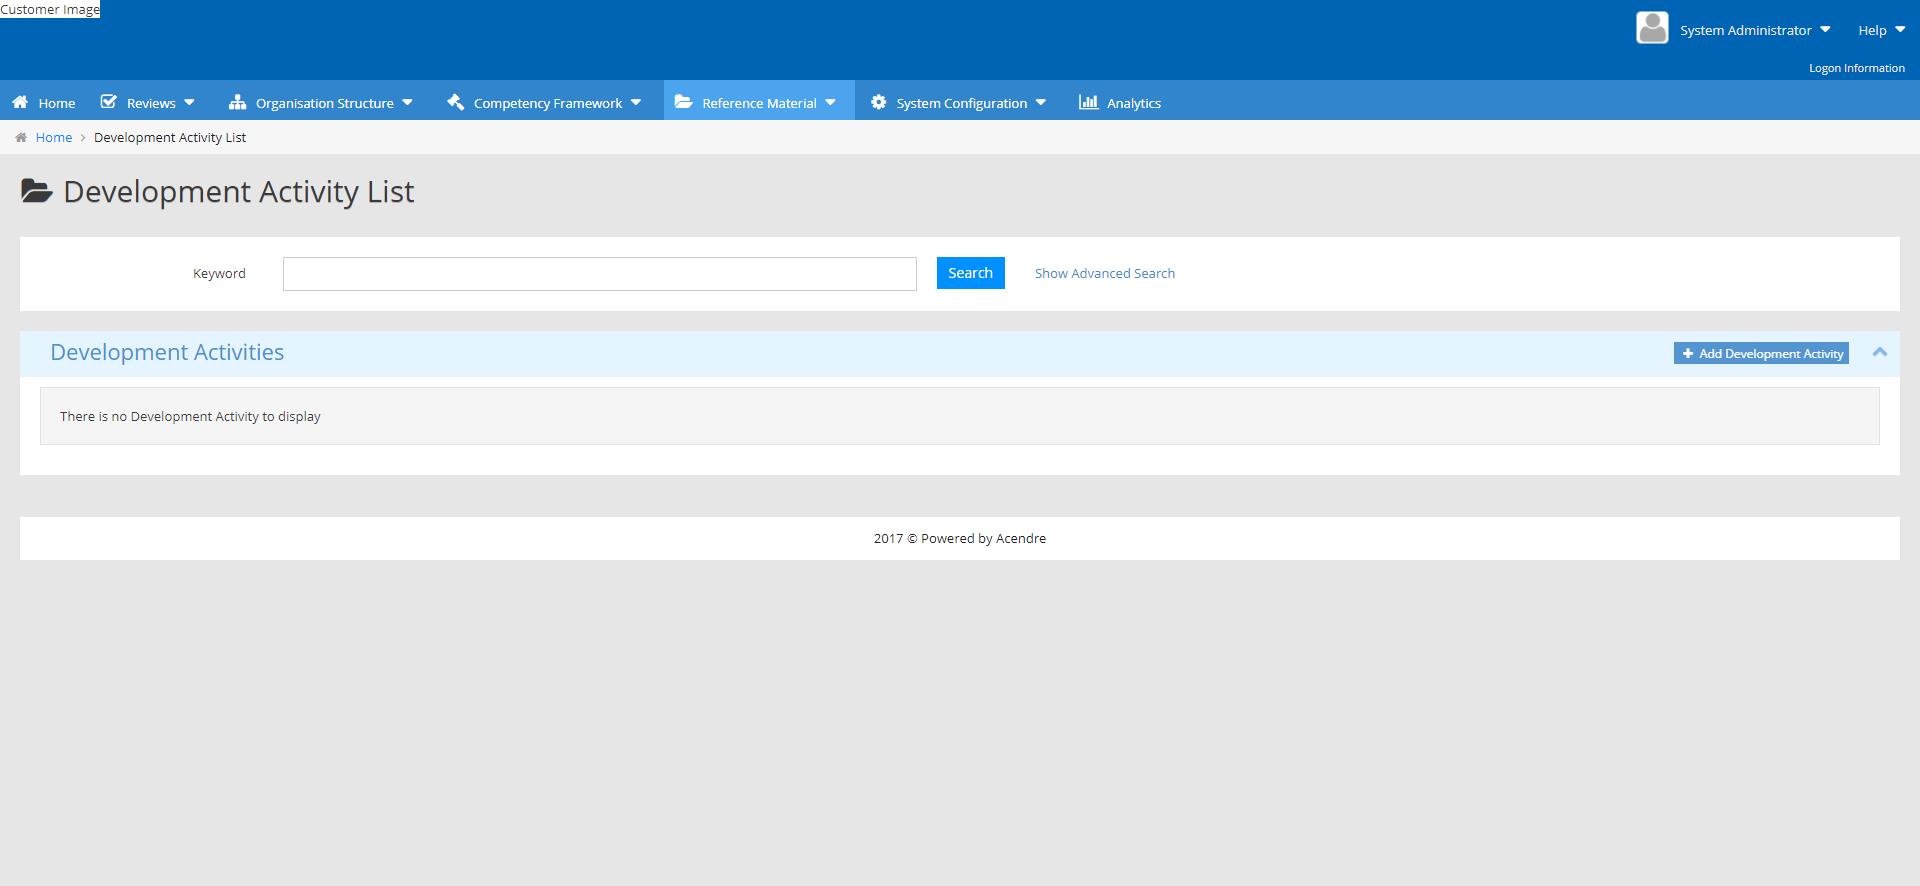 Customer Image
System Administrator
Help
Logon Information
Home
Reviews
Organisation Structure
Competency Framework
Reference Material
System Configuration
Analytics
Home > Development Activity List
Development Activity List
Keyword
Search
Show Advanced Search
Development Activities
Add Development Activity
There is no Development Activity to display
2017 © Powered by Acendre